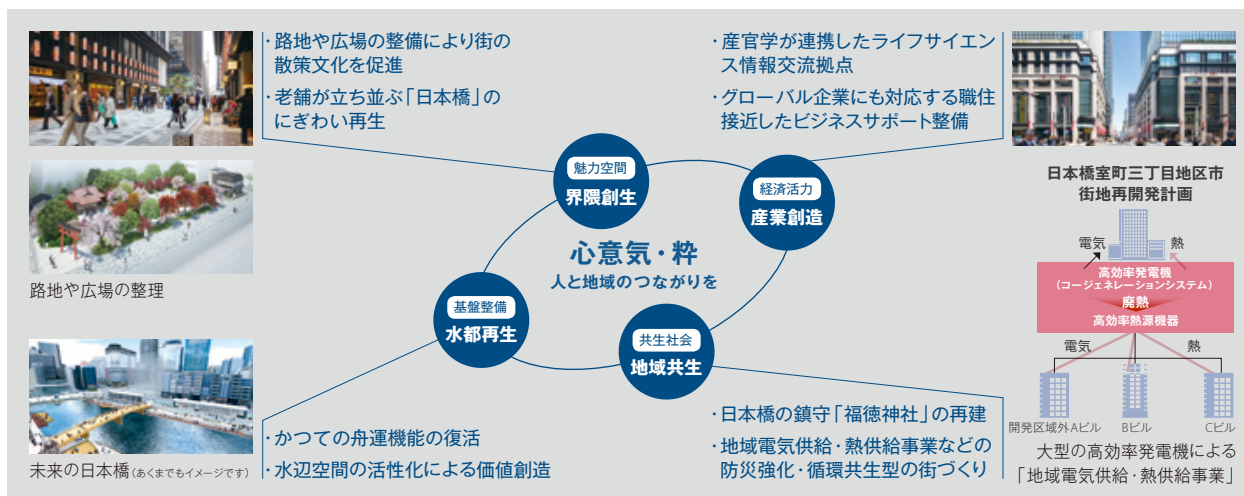 ・路地や広場の整備により街の
散策文化を促進
・老舗が立ち並ぶ「日本橋」の
にぎわい再生
・産官学が連携したライフサイエン
ス情報交流拠点
・グローバル企業にも対応する職住
接近したビジネスサポート整備
魅力空間
界隈創生
経済活力
産業創造
心意気・粋
人と地域のつながりを
基盤整備
水都再生
共生社会
地域共生
路地や広場の整理
未来の日本橋(あくまでもイメージです)
・かつての舟運機能の復活
・水辺空間の活性化による価値創造
・日本橋の鎮守「福徳神社」の再建
・地域電気供給・熱供給事業などの
防災強化・循環共生型の街づくり
日本橋室町三丁目地区市
街地再開発計画
電気 熱
高効率発電機
(コージェネレーションシステム)
廃熱
高効率熱源機器
電気 熱
開発区域外Aビル Bビル Cビル
大型の高効率発電機による
「地域電気供給・熱供給事業」